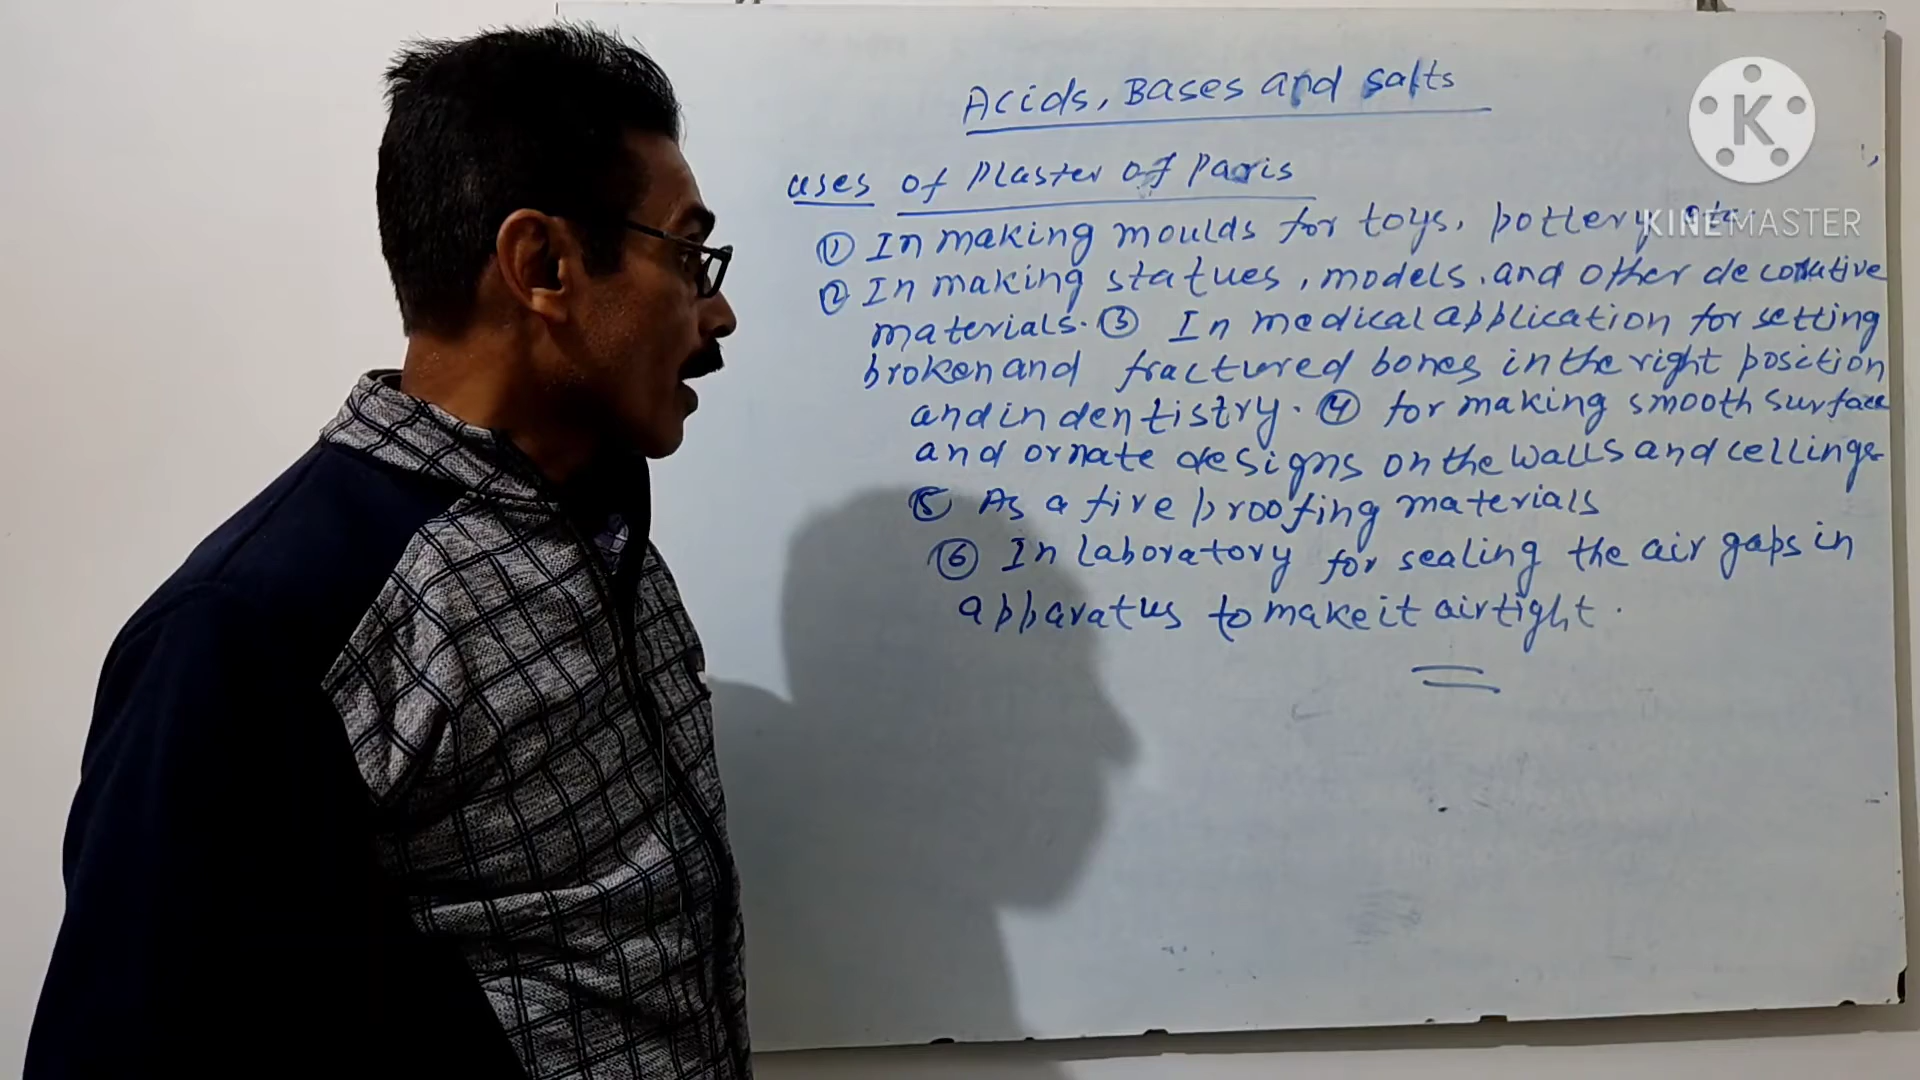 Acids, Bases and salts
uses of Plaster of Paris
① In making moulds for toys, pottery etc.
② In making statues, models, and other decorative
materials. ③ In medical application for setting
broken and fractured bones in the right position
and in dentistry. ④ for making smooth surface
and ornate designs on the walls and cellings
⑤ As a fire proofing materials
⑥ In laboratory for sealing the air gaps in
apparatus to make it airtight.
K
KINEMASTER